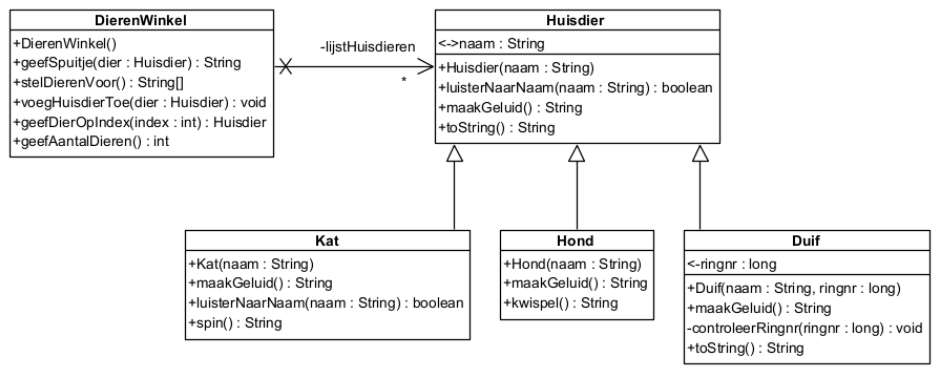 DierenWinkel
+DierenWinkel()
+geefSpuitje(dier : Huisdier) : String
+stelDierenVoor() : String[]
+voegHuisdierToe(dier : Huisdier) : void
+geefDierOpIndex(index : int) : Huisdier
+geefAantalDieren() : int
-lijstHuisdieren
*
Huisdier
<->naam : String
+Huisdier(naam : String)
+luisterNaarNaam(naam : String) : boolean
+maakGeluid() : String
+toString() : String
Kat
+Kat(naam : String)
+maakGeluid() : String
+luisterNaarNaam(naam : String) : boolean
+spin() : String
Hond
+Hond(naam : String)
+maakGeluid() : String
+kwispel() : String
Duif
<-ringnr : long
+Duif(naam : String, ringnr : long)
+maakGeluid() : String
-controleerRingnr(ringnr : long) : void
+toString() : String